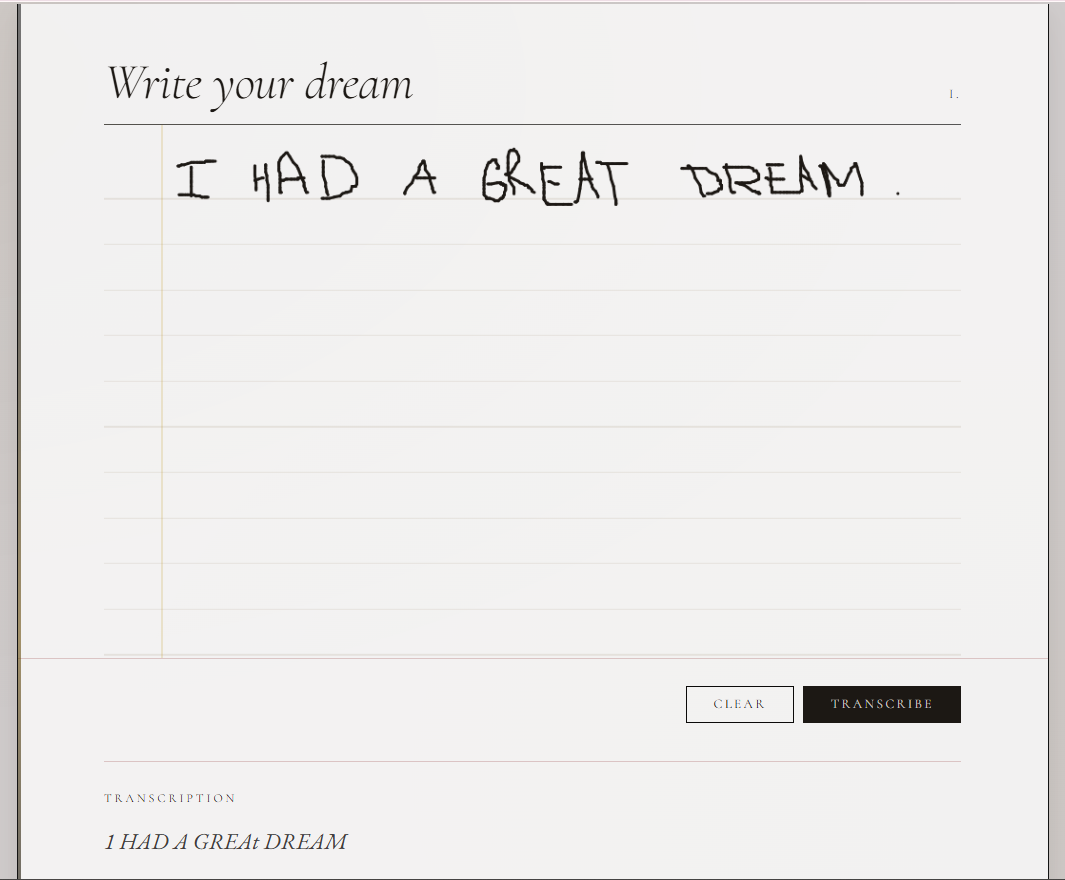 Write your dream
1.
I HAD A GREAT DREAM .
CLEAR TRANSCRIBE
TRANSCRIPTION
1 HAD A GREAt DREAM